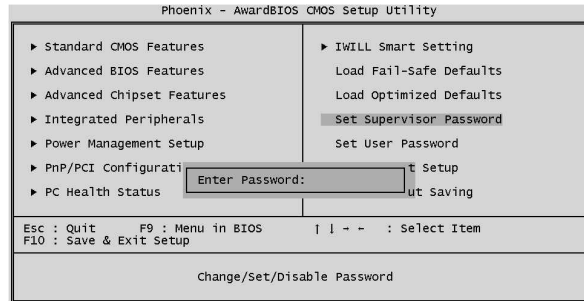 Phoenix - AwardBIOS CMOS Setup Utility
▶ Standard CMOS Features
▶ Advanced BIOS Features
▶ Advanced Chipset Features
▶ Integrated Peripherals
▶ Power Management Setup
▶ PnP/PCI Configurati
▶ PC Health Status
▶ IWILL Smart Setting
Load Fail-Safe Defaults
Load Optimized Defaults
Set Supervisor Password
Set User Password
t Setup
ut Saving
Enter Password:
Esc : Quit F9 : Menu in BIOS ↑ ↓ → ← : Select Item
F10 : Save & Exit Setup
Change/Set/Disable Password